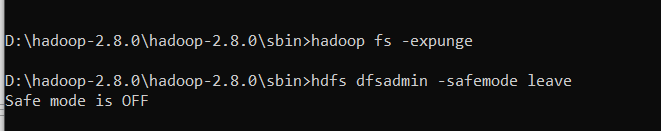 D:\hadoop-2.8.0\hadoop-2.8.0\sbin>hadoop fs -expunge
D:\hadoop-2.8.0\hadoop-2.8.0\sbin>hdfs dfsadmin -safemode leave
Safe mode is OFF